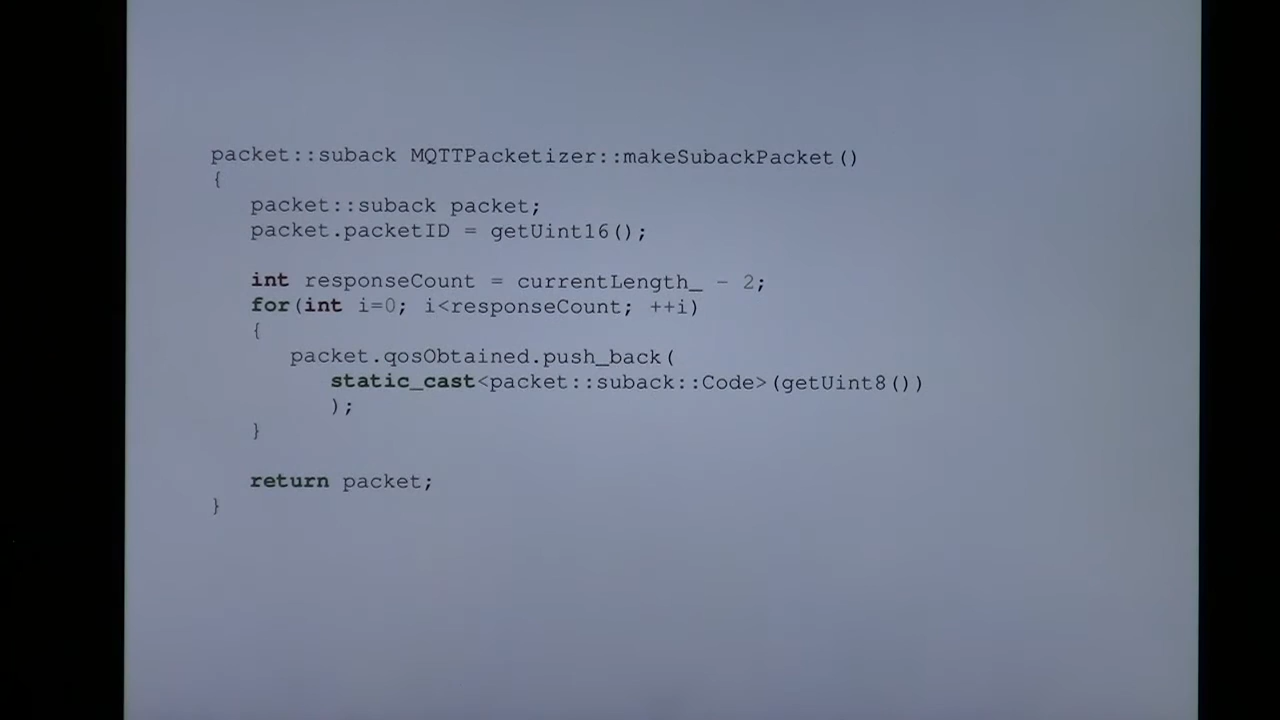 packet::suback MQTTPacketizer::makeSubackPacket()
{
packet::suback packet;
packet.packetID = getUint16();
int responseCount = currentLength_ - 2;
for(int i=0; i<responseCount; ++i)
{
packet.qosObtained.push_back(
static_cast<packet::suback::Code>(getUint8())
);
}
return packet;
}